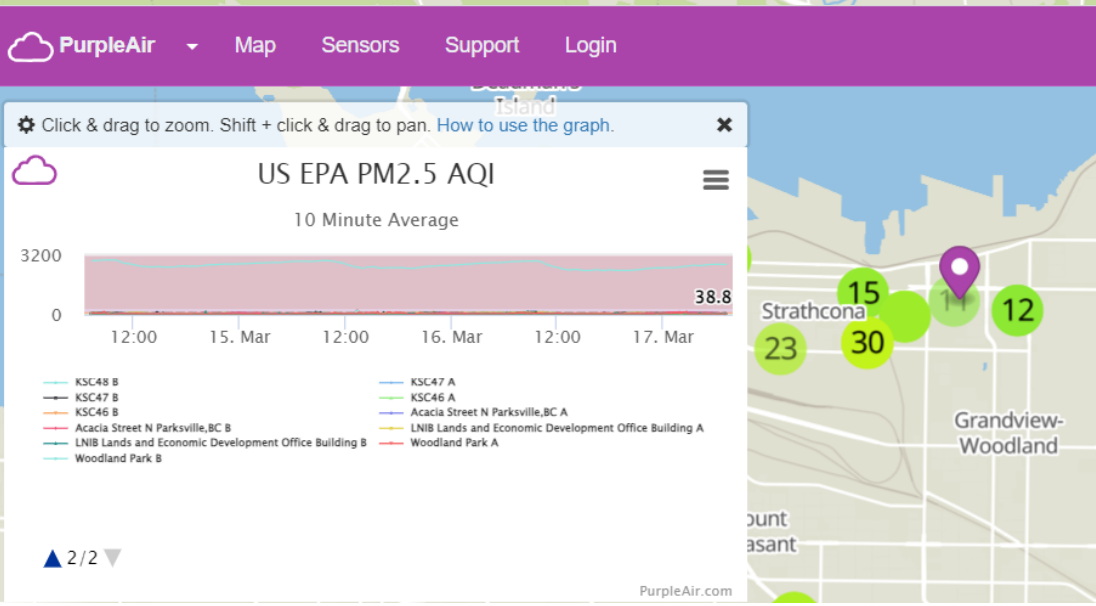 PurpleAir Map Sensors Support Login
Island
Click & drag to zoom. Shift + click & drag to pan. How to use the graph.
US EPA PM2.5 AQI
10 Minute Average
3200
38.8
0
12:00 15. Mar 12:00 16. Mar 12:00 17. Mar
KSC48 B KSC47 A
KSC47 B KSC46 A
KSC46 B Acacia Street N Parksville,BC A
Acacia Street N Parksville,BC B LNIB Lands and Economic Development Office Building A
LNIB Lands and Economic Development Office Building B Woodland Park A
Woodland Park B
2/2
PurpleAir.com
15
Strathcona
12
23
30
Grandview-
Woodland
ount
asant